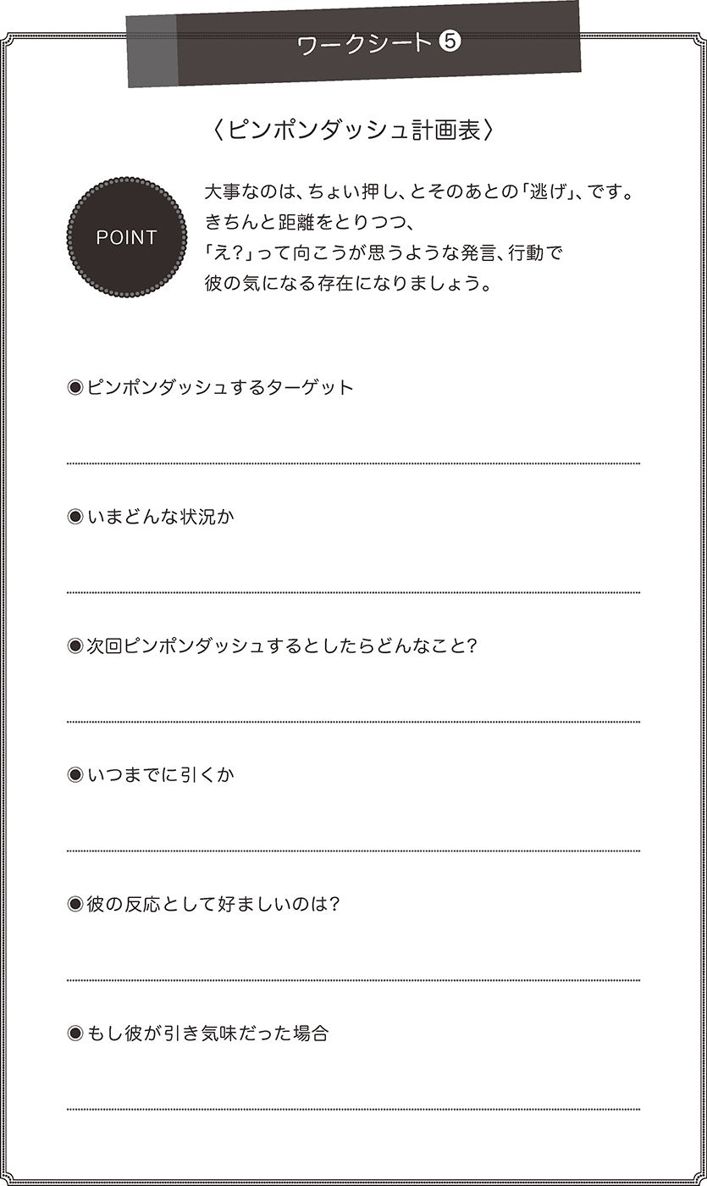 ワークシート❺
〈ピンポンダッシュ計画表〉
POINT
大事なのは、ちょい押し、とそのあとの「逃げ」、です。
きちんと距離をとりつつ、
「え?」って向こうが思うような発言、行動で
彼の気になる存在になりましょう。
◉ピンポンダッシュするターゲット
◉いまどんな状況か
◉次回ピンポンダッシュするとしたらどんなこと?
◉いつまでに引くか
◉彼の反応として好ましいのは?
◉もし彼が引き気味だった場合